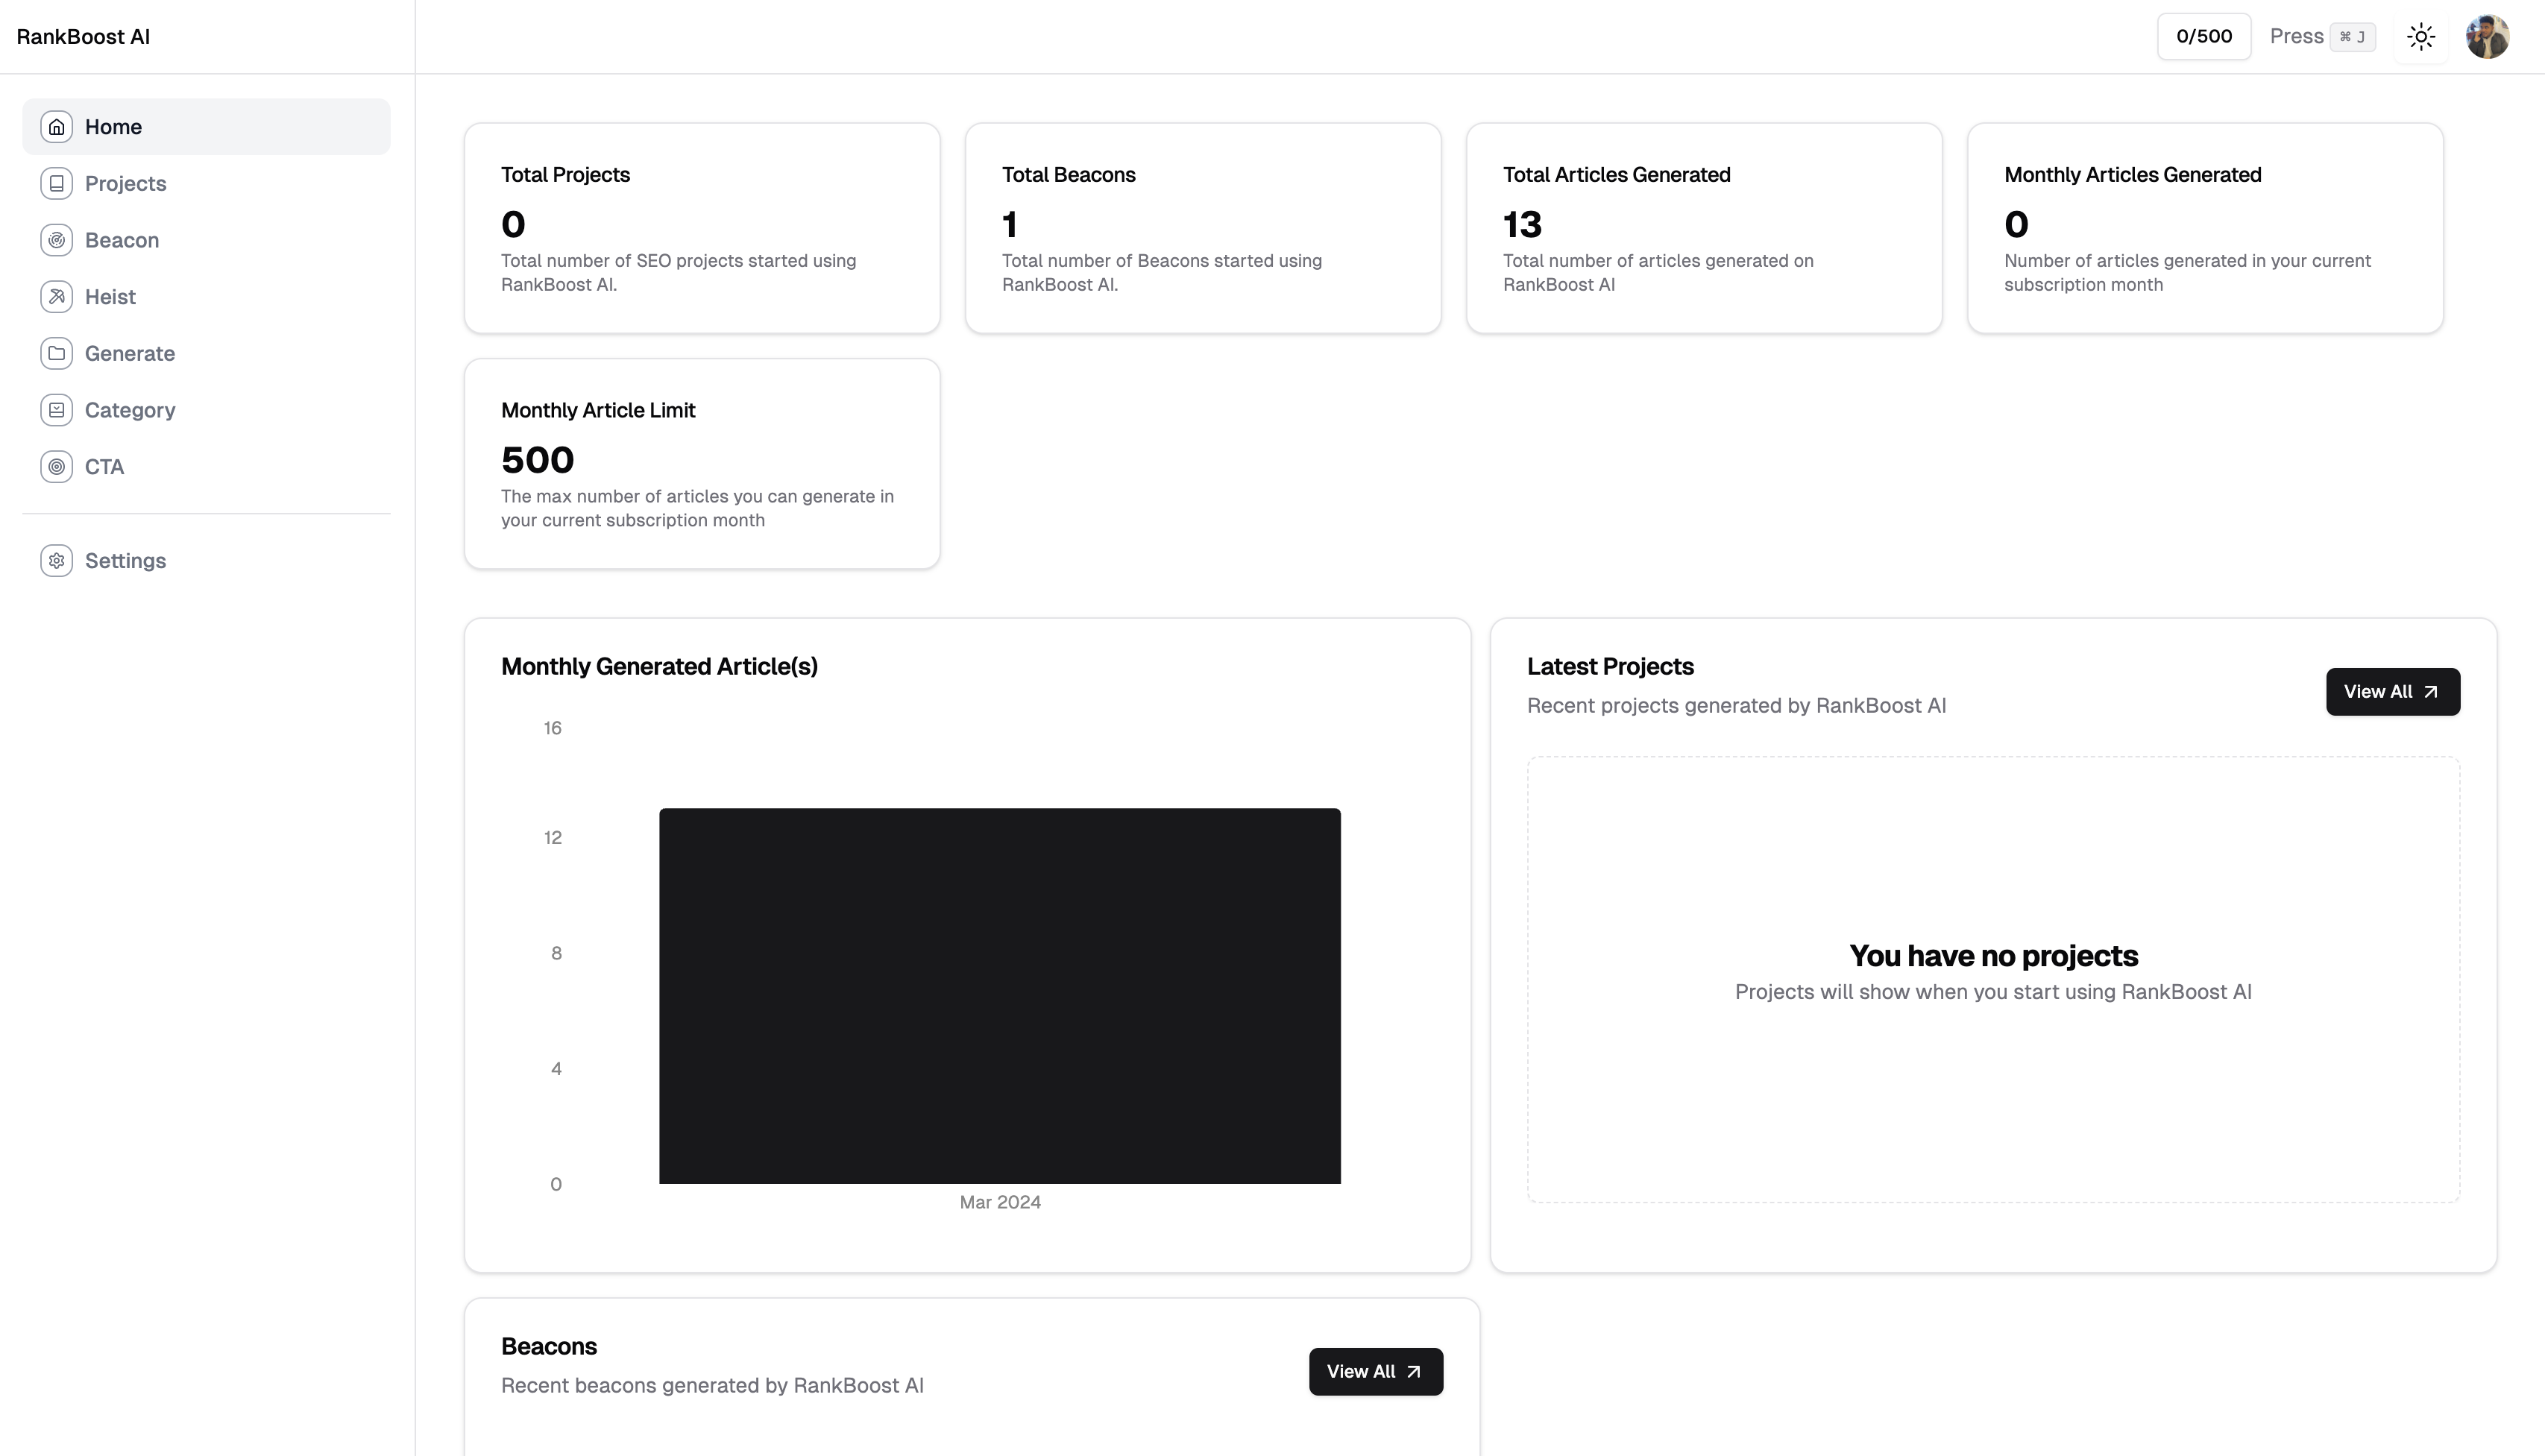 RankBoost AI
0/500
Press ⌘ J
Home
Projects
Beacon
Heist
Generate
Category
CTA
Settings
Total Projects
0
Total number of SEO projects started using
RankBoost AI.
Total Beacons
1
Total number of Beacons started using
RankBoost AI.
Total Articles Generated
13
Total number of articles generated on
RankBoost AI
Monthly Articles Generated
0
Number of articles generated in your current
subscription month
Monthly Article Limit
500
The max number of articles you can generate in
your current subscription month
Monthly Generated Article(s)
16
12
8
4
0
Mar 2024
Latest Projects
Recent projects generated by RankBoost AI
View All
You have no projects
Projects will show when you start using RankBoost AI
Beacons
Recent beacons generated by RankBoost AI
View All